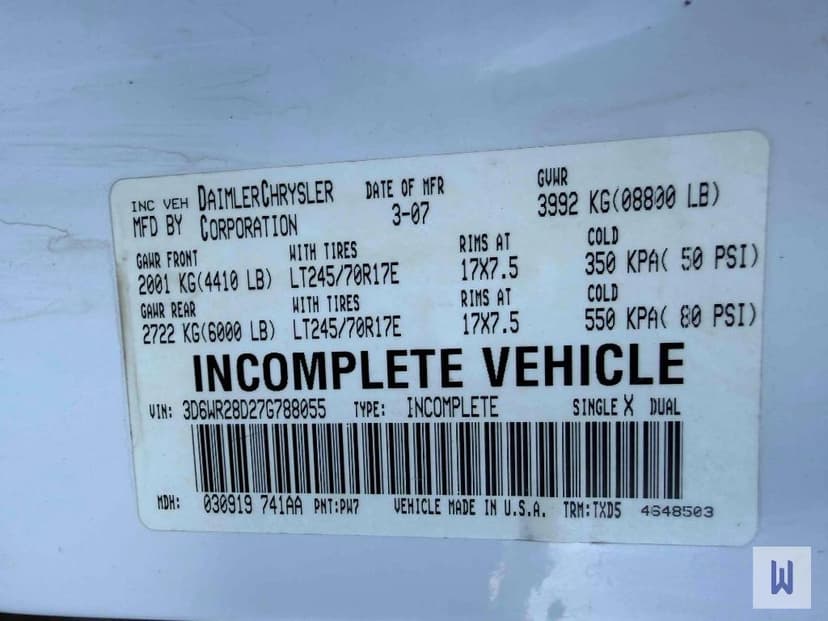 INC VEH DAIMLERCHRYSLER DATE OF MFR GVWR
MFD BY CORPORATION 3-07 3992 KG(08800 LB)
GAWR FRONT WITH TIRES RIMS AT COLD
2001 KG(4410 LB) LT245/70R17E 17X7.5 350 KPA( 50 PSI)
GAWR REAR WITH TIRES RIMS AT COLD
2722 KG(6000 LB) LT245/70R17E 17X7.5 550 KPA( 80 PSI)
INCOMPLETE VEHICLE
VIN: 3D6WR28D27G788055 TYPE: INCOMPLETE SINGLE X DUAL
MDH: 030919 741AA PNT:PW7 VEHICLE MADE IN U.S.A. TRM:TXD5 4648503
W